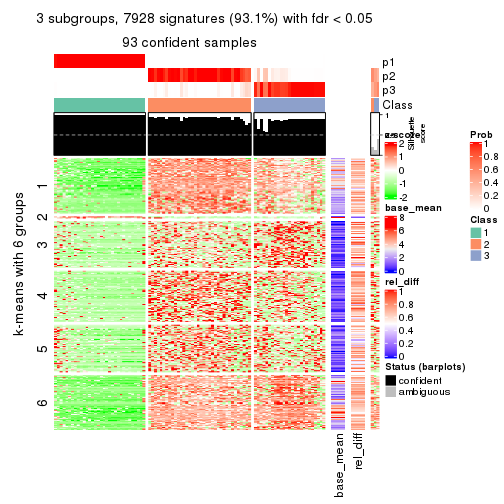 3 subgroups, 7928 signatures (93.1%) with fdr < 0.05
93 confident samples
p1
p2
p3
Class
1
Silhouette
score
k-means with 6 groups
1
2
3
4
5
6
base_mean
rel_diff
z-score
2
1
0
-1
-2
base_mean
8
6
4
2
0
rel_diff
1
0.8
0.6
0.4
0.2
0
Status (barplots)
confident
ambiguous
Prob
1
0.8
0.6
0.4
0.2
0
Class
1
2
3